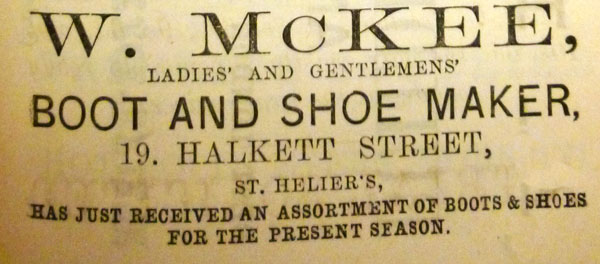 W. McKEE,
LADIES' AND GENTLEMENS'
BOOT AND SHOE MAKER,
19. HALKETT STREET,
ST. HELIER'S,
HAS JUST RECEIVED AN ASSORTMENT OF BOOTS & SHOES
FOR THE PRESENT SEASON.